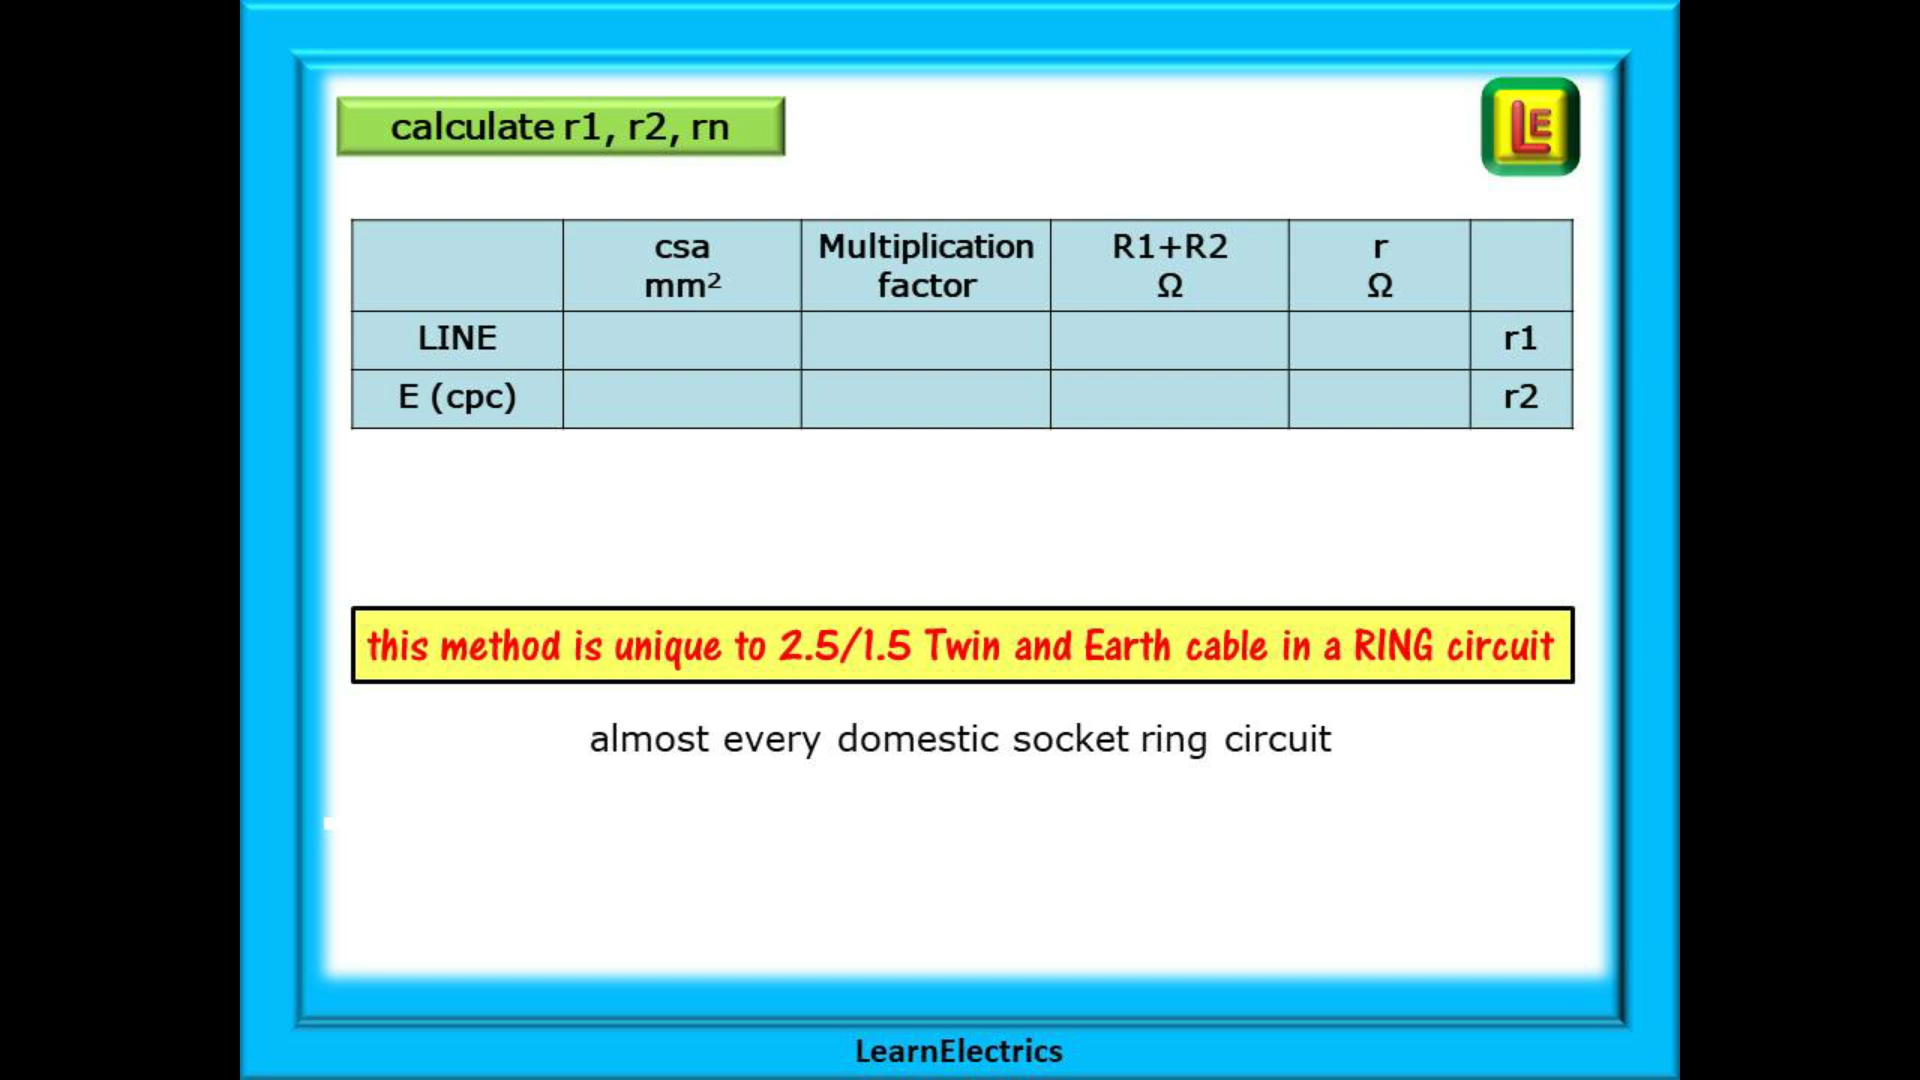 calculate r1, r2, rn
LE
csa Multiplication R1+R2 r
mm² factor Ω Ω
LINE r1
E (cpc) r2
this method is unique to 2.5/1.5 Twin and Earth cable in a RING circuit
almost every domestic socket ring circuit
LearnElectrics